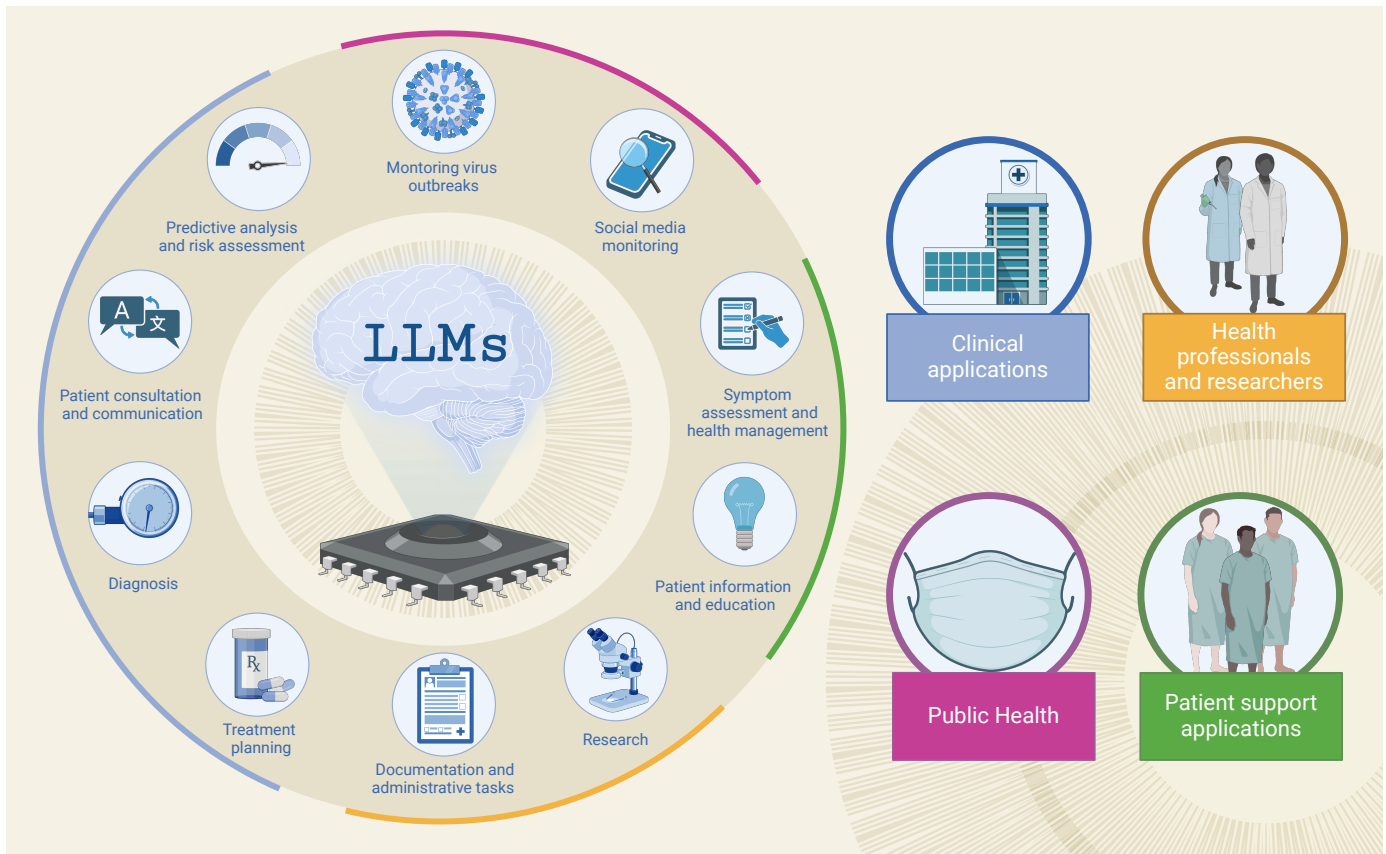 Montoring virus
outbreaks
Social media
monitoring
Predictive analysis
and risk assessment
A
文
Patient consultation
and communication
LLMs
Symptom
assessment and
health management
Diagnosis
Patient information
and education
Rx
Treatment
planning
Documentation and
administrative tasks
Research
Clinical
applications
Health
professionals
and researchers
Public Health
Patient support
applications